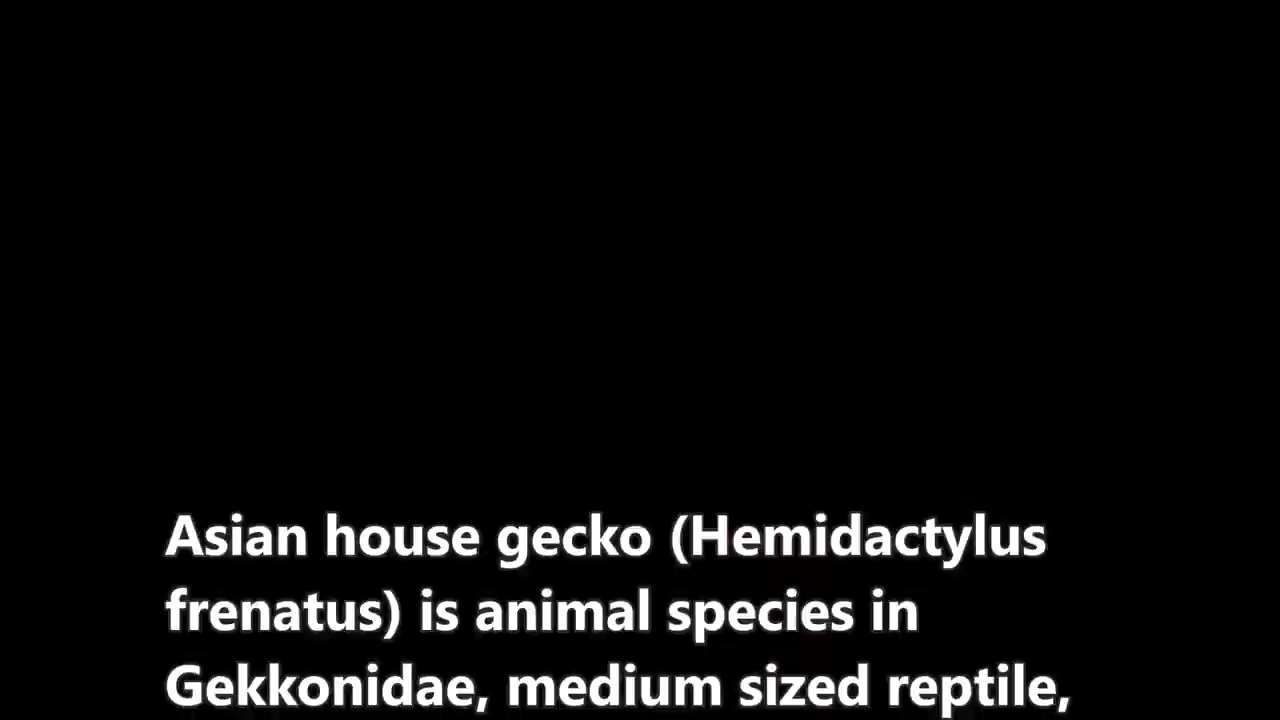 Asian house gecko (Hemidactylus
frenatus) is animal species in
Gekkonidae, medium sized reptile,